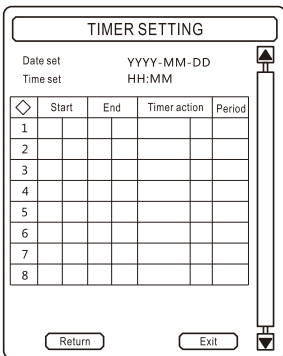 TIMER SETTING
Date set YYYY-MM-DD
Time set HH:MM
Start End Timer action Period
1
2
3
4
5
6
7
8
Return Exit